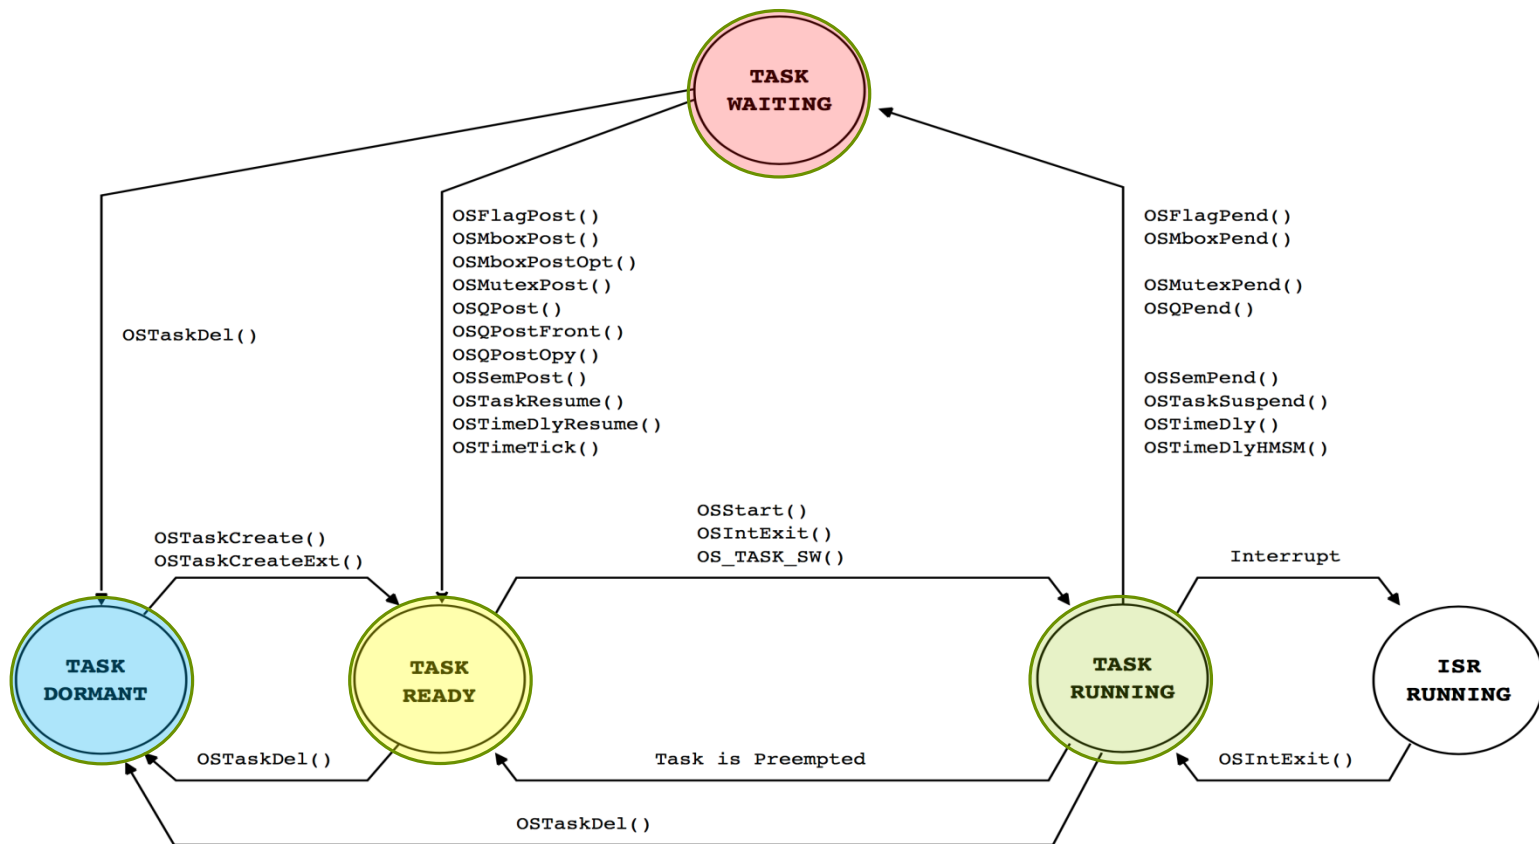 TASK
WAITING
OSFlagPost()
OSMboxPost()
OSMboxPostOpt()
OSMutexPost()
OSQPost()
OSQPostFront()
OSQPostOpy()
OSSemPost()
OSTaskResume()
OSTimeDlyResume()
OSTimeTick()
OSFlagPend()
OSMboxPend()
OSMutexPend()
OSQPend()
OSSemPend()
OSTaskSuspend()
OSTimeDly()
OSTimeDlyHMSM()
OSTaskDel()
OSTaskCreate()
OSTaskCreateExt()
OSStart()
OSIntExit()
OS_TASK_SW()
Interrupt
TASK
DORMANT
TASK
READY
TASK
RUNNING
ISR
RUNNING
OSTaskDel()
Task is Preempted
OSIntExit()
OSTaskDel()